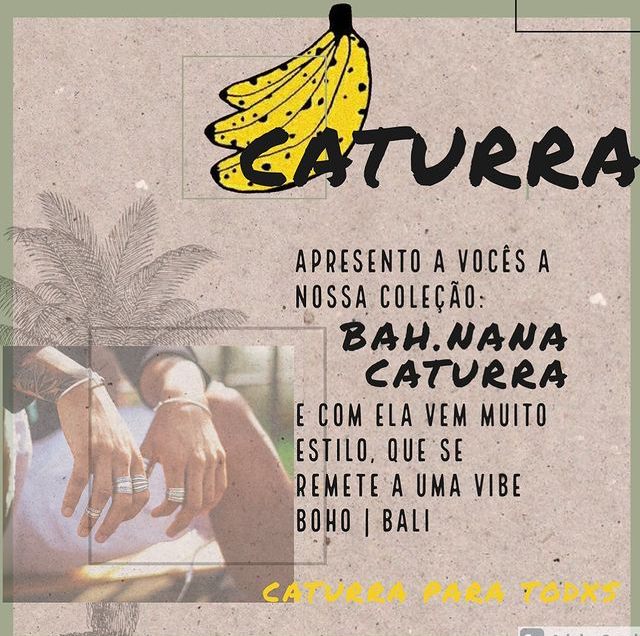 CATURRA
APRESENTO A VOCÊS A
NOSSA COLEÇÃO:
BAH.NANA
CATURRA
E COM ELA VEM MUITO
ESTILO, QUE SE
REMETE A UMA VIBE
BOHO | BALI
CATURRA PARA TODXS